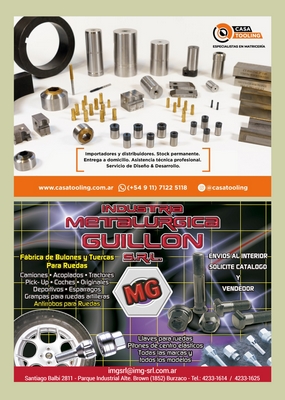 CASA
TOOLING
ESPECIALISTAS EN MATRICERÍA
Importadores y distribuidores. Stock permanente.
Entrega a domicilio. Asistencia técnica profesional.
Servicio de Diseño & Desarrollo.
www.casatooling.com.ar (+54 9 11) 7122 5118 @casatooling
INDUSTRIA
METALURGICA
GUILLON
S.R.L.
Fábrica de Bulones y Tuercas
Para Ruedas
Camiones - Acoplados - Tractores
Pick- Up - Coches - Originales -
Deportivos - Esparragos
Grampas para ruedas artilleras
Antirrobos para Ruedas
MG
ENVIOS AL INTERIOR
SOLICITE CATALOGO
Y
VENDEDOR
Llaves para ruedas
Pitones de centro elásticos
Todas las marcas y
todos los modelos
imgsrl@img-srl.com.ar
Santiago Balbi 2811 - Parque Industrial Alte. Brown (1852) Burzaco - Tel.: 4233-1614 / 4233-1625